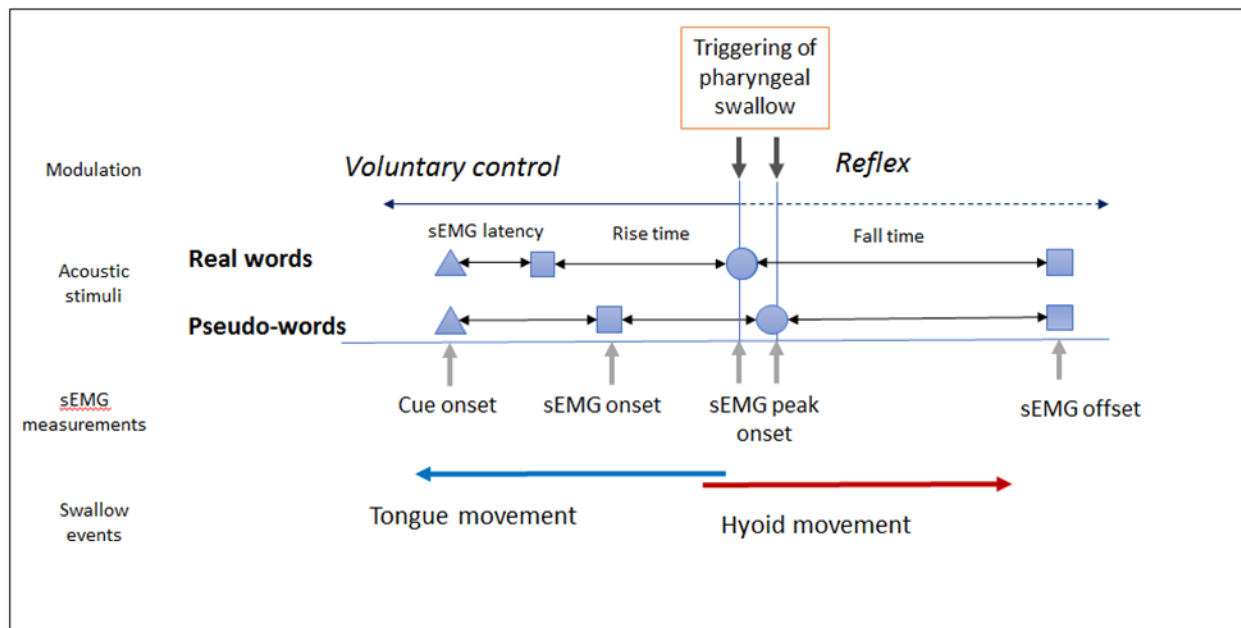 Triggering of
pharyngeal
swallow
Modulation
Voluntary control
Reflex
sEMG latency
Rise time
Fall time
Acoustic
stimuli
Real words
Pseudo-words
sEMG
measurements
Cue onset
sEMG onset
sEMG peak
onset
sEMG offset
Swallow
events
Tongue movement
Hyoid movement